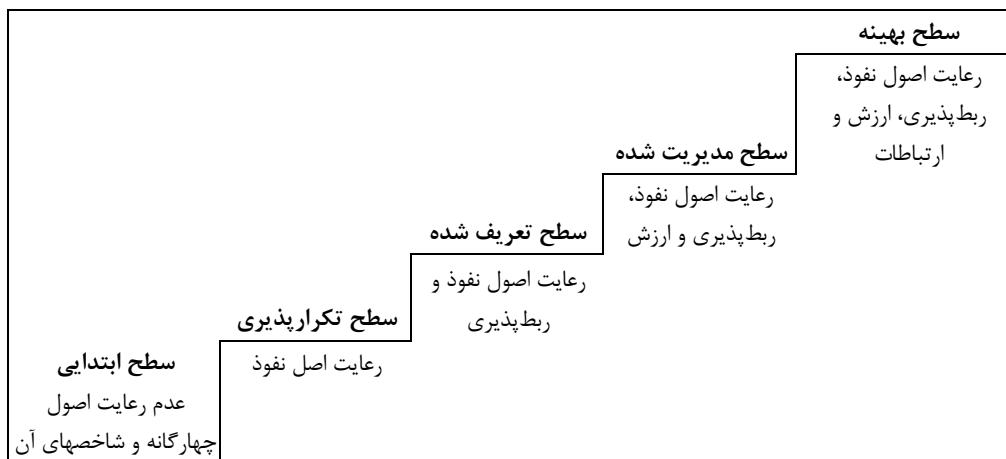 سطح بهینه
رعایت اصول نفوذ،
ربط‌پذیری، ارزش و
ارتباطات
سطح مدیریت شده
رعایت اصول نفوذ،
ربط‌پذیری و ارزش
سطح تعریف شده
رعایت اصول نفوذ و
ربط‌پذیری
سطح تکرارپذیری
رعایت اصل نفوذ
سطح ابتدایی
عدم رعایت اصول
چهارگانه و شاخصهای آن